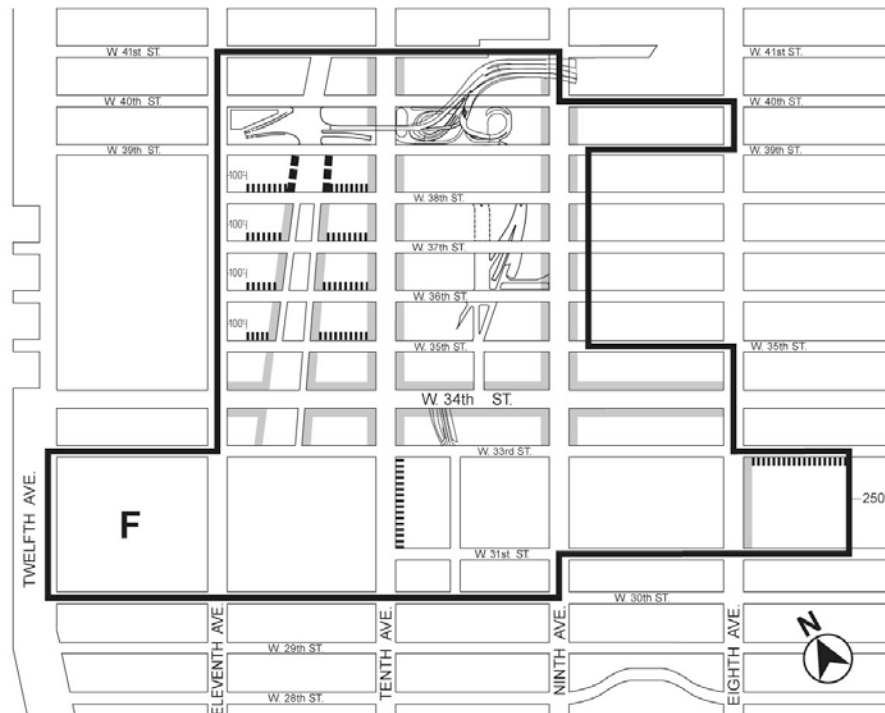 W. 41st ST.
W. 41st ST.
W. 40th ST.
W. 40th ST.
W. 39th ST.
W. 39th ST.
100'
W. 38th ST.
100'
W. 37th ST.
100'
W. 36th ST.
100'
W. 35th ST.
W. 35th ST.
W. 34th ST.
W. 33rd ST.
TWELFTH AVE.
F
250
W. 31st ST.
W. 30th ST.
ELEVENTH AVE.
TENTH AVE.
NINTH AVE.
EIGHTH AVE.
N
W. 29th ST.
W. 28th ST.